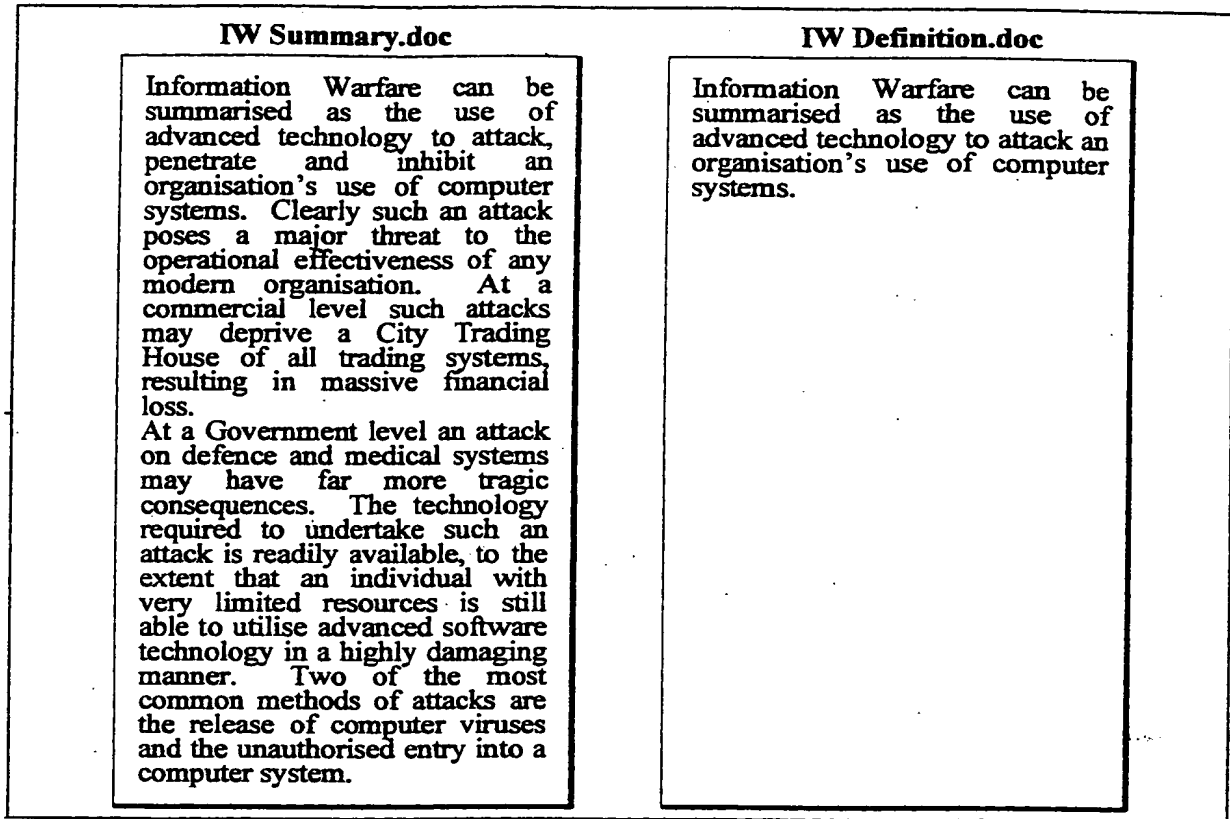 IW Summary.doc
Information Warfare can be
summarised as the use of
advanced technology to attack,
penetrate and inhibit an
organisation's use of computer
systems. Clearly such an attack
poses a major threat to the
operational effectiveness of any
modern organisation. At a
commercial level such attacks
may deprive a City Trading
House of all trading systems,
resulting in massive financial
loss.
At a Government level an attack
on defence and medical systems
may have far more tragic
consequences. The technology
required to undertake such an
attack is readily available, to the
extent that an individual with
very limited resources is still
able to utilise advanced software
technology in a highly damaging
manner. Two of the most
common methods of attacks are
the release of computer viruses
and the unauthorised entry into a
computer system.
IW Definition.doc
Information Warfare can be
summarised as the use of
advanced technology to attack an
organisation's use of computer
systems.